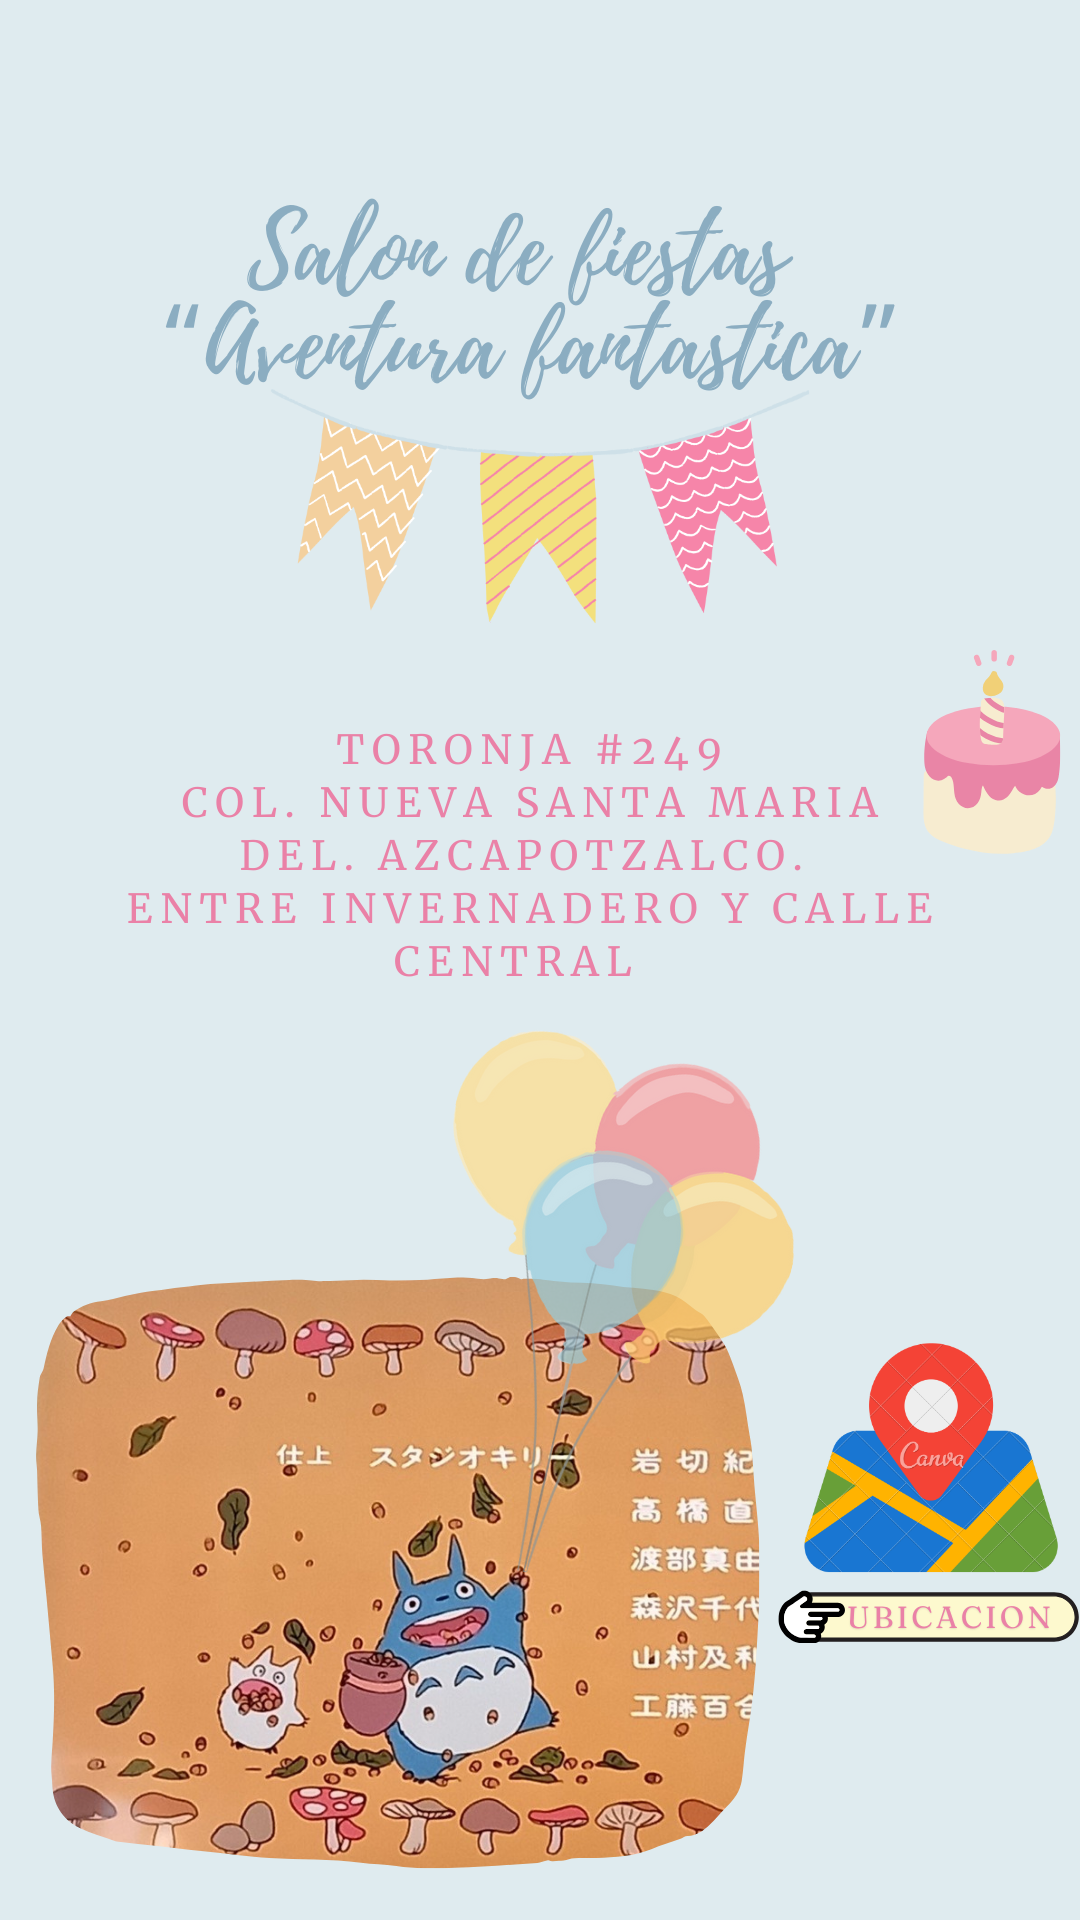 Salon de fiestas
“Aventura fantastica”
TORONJA #249
COL. NUEVA SANTA MARIA
DEL. AZCAPOTZALCO.
ENTRE INVERNADERO Y CALLE
CENTRAL
仕上 スタジオキリー
岩切紀
高橋直
渡部真由
森沢千代
山村及利
工藤百合
Canva
UBICACION